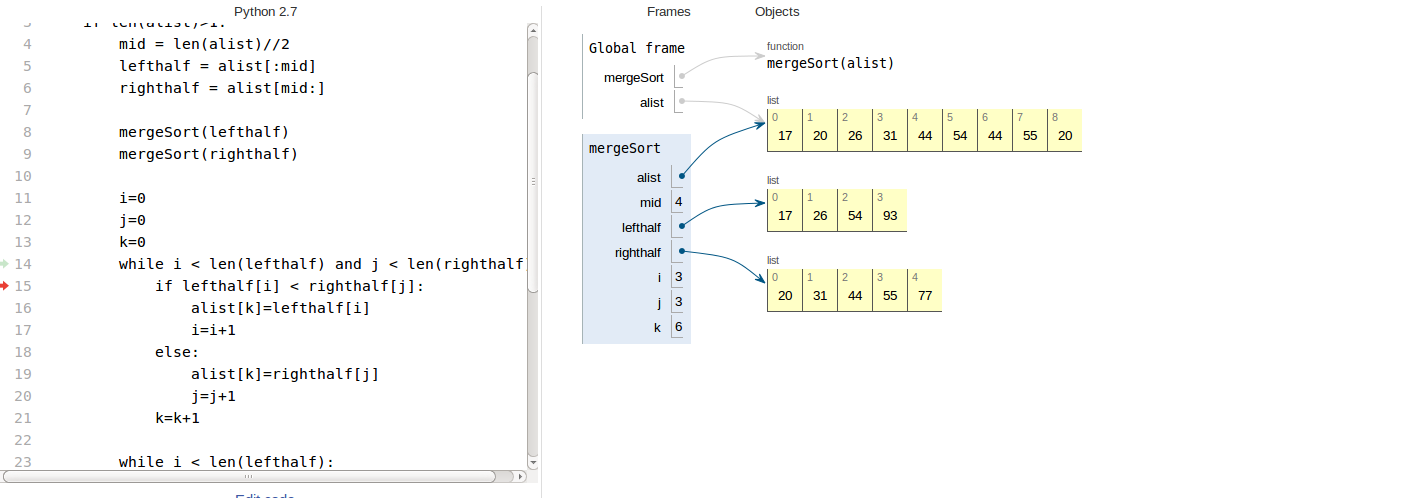 Python 2.7
3 if len(alist)>1:
4 mid = len(alist)//2
5 lefthalf = alist[:mid]
6 righthalf = alist[mid:]
7
8 mergeSort(lefthalf)
9 mergeSort(righthalf)
10
11 i=0
12 j=0
13 k=0
14 while i < len(lefthalf) and j < len(righthalf)
15 if lefthalf[i] < righthalf[j]:
16 alist[k]=lefthalf[i]
17 i=i+1
18 else:
19 alist[k]=righthalf[j]
20 j=j+1
21 k=k+1
22
23 while i < len(lefthalf):
Edit code
Frames Objects
Global frame
mergeSort
alist
function
mergeSort(alist)
list
0 1 2 3 4 5 6 7 8
17 20 26 31 44 54 44 55 20
mergeSort
alist
mid 4
lefthalf
righthalf
i 3
j 3
k 6
list
0 1 2 3
17 26 54 93
list
0 1 2 3 4
20 31 44 55 77